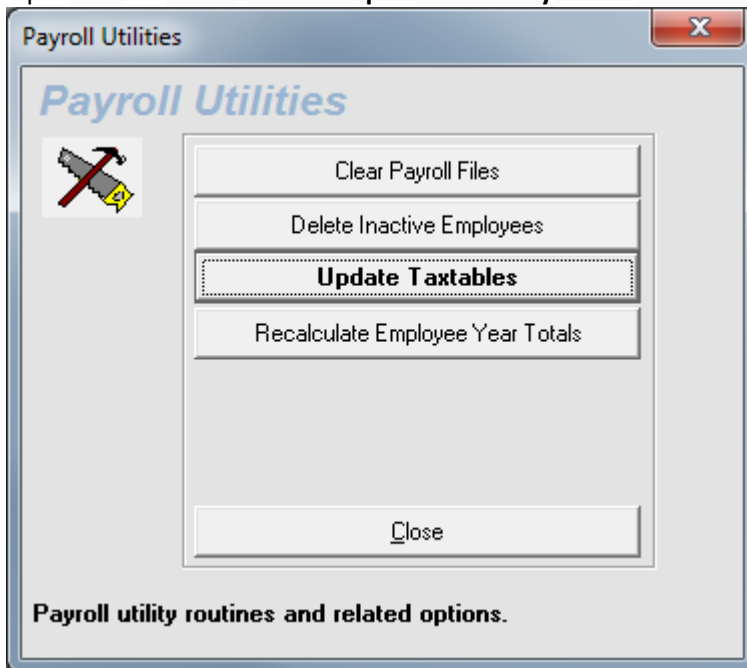 Payroll Utilities
Payroll Utilities
Clear Payroll Files
Delete Inactive Employees
Update Taxtables
Recalculate Employee Year Totals
Close
Payroll utility routines and related options.